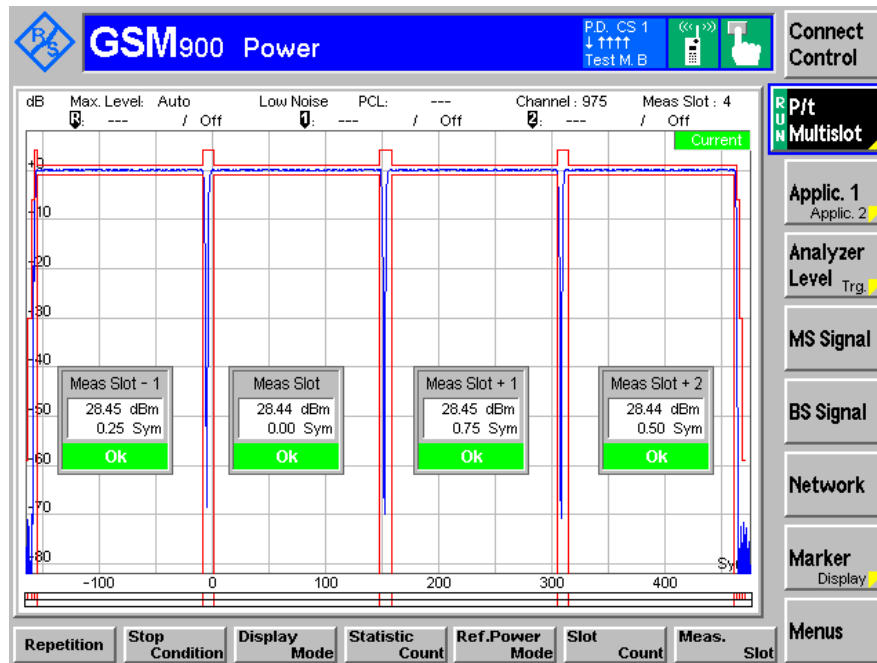 R&S
GSM900 Power
P.D. CS 1
↓ ↑↑↑↑
Test M. B
Connect
Control
dB Max. Level: Auto Low Noise PCL: --- Channel : 975 Meas Slot : 4
R: --- / Off 1: --- / Off 2: --- / Off
Current
RUN
P/t
Multislot
Applic. 1
Applic. 2
Analyzer
Level Trg.
MS Signal
BS Signal
Network
Marker
Display
Menus
+0
-10
-20
-30
-40
-50
-60
-70
-80
Meas Slot - 1
28.45 dBm
0.25 Sym
Ok
Meas Slot
28.44 dBm
0.00 Sym
Ok
Meas Slot + 1
28.45 dBm
0.75 Sym
Ok
Meas Slot + 2
28.44 dBm
0.50 Sym
Ok
-100 0 100 200 300 400
Repetition
Stop
Condition
Display
Mode
Statistic
Count
Ref.Power
Mode
Slot
Count
Meas.
Slot